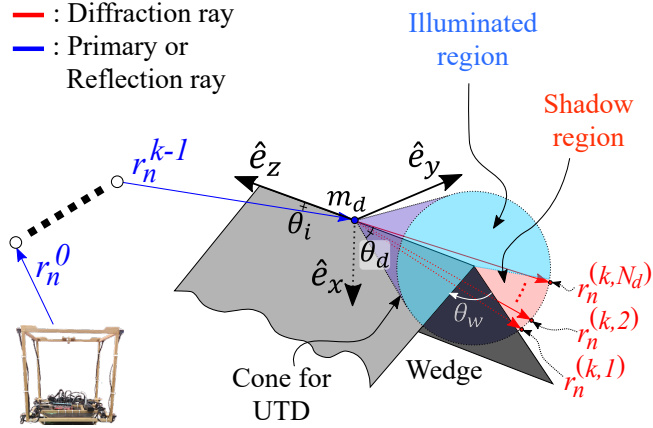 : Diffraction ray
: Primary or
Reflection ray
Illuminated
region
Shadow
region
r_n^{k-1}
ê_z
m_d
ê_y
θ_i
θ_d
r_n^0
ê_x
r_n^{(k,N_d)}
θ_w
r_n^{(k,2)}
r_n^{(k,1)}
Wedge
Cone for
UTD